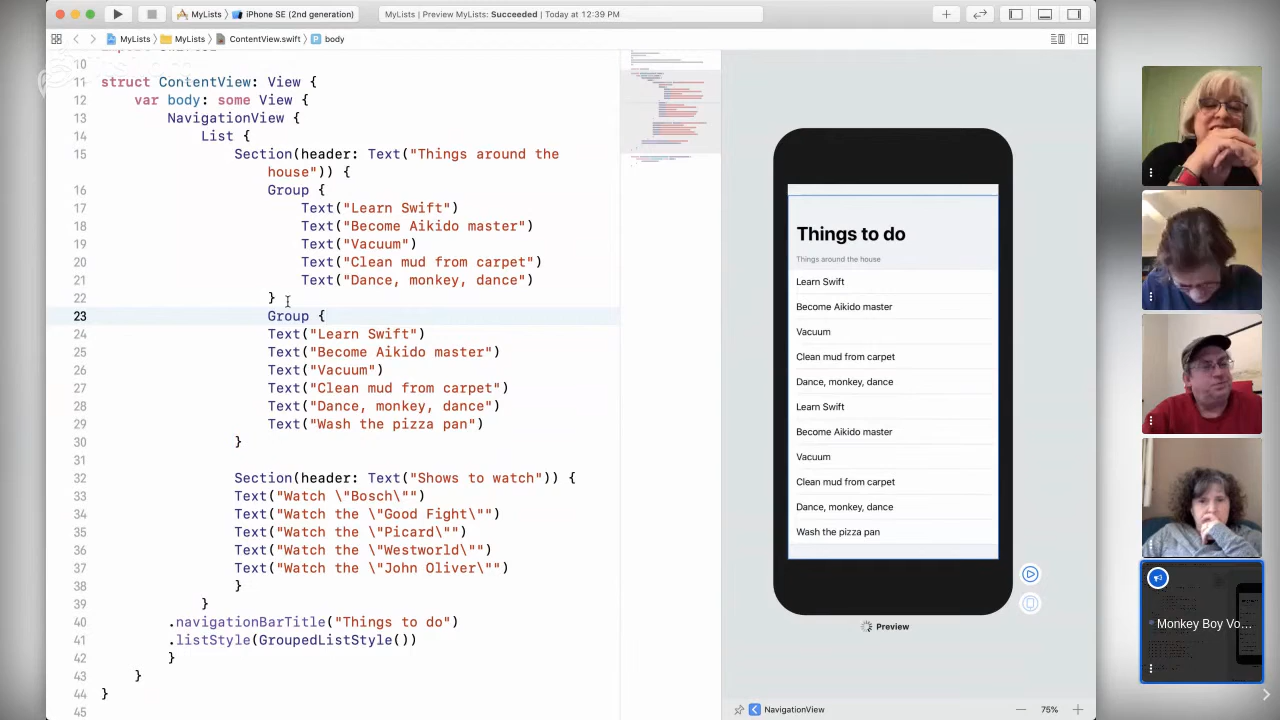 MyLists
iPhone SE (2nd generation)
MyLists | Preview MyLists: Succeeded | Today at 12:39 PM
MyLists
MyLists
ContentView.swift
body
10
11 struct ContentView: View {
12 var body: some View {
13 NavigationView {
14 List {
15 Section(header: Text("Things around the
house")) {
16 Group {
17 Text("Learn Swift")
18 Text("Become Aikido master")
19 Text("Vacuum")
20 Text("Clean mud from carpet")
21 Text("Dance, monkey, dance")
22 }
23 Group {
24 Text("Learn Swift")
25 Text("Become Aikido master")
26 Text("Vacuum")
27 Text("Clean mud from carpet")
28 Text("Dance, monkey, dance")
29 Text("Wash the pizza pan")
30 }
31
32 Section(header: Text("Shows to watch")) {
33 Text("Watch \"Bosch\"")
34 Text("Watch the \"Good Fight\"")
35 Text("Watch the \"Picard\"")
36 Text("Watch the \"Westworld\"")
37 Text("Watch the \"John Oliver\"")
38 }
39 }
40 .navigationBarTitle("Things to do")
41 .listStyle(GroupedListStyle())
42 }
43 }
44 }
45
Things to do
Things around the house
Learn Swift
Become Aikido master
Vacuum
Clean mud from carpet
Dance, monkey, dance
Learn Swift
Become Aikido master
Vacuum
Clean mud from carpet
Dance, monkey, dance
Wash the pizza pan
Preview
NavigationView
75%
Monkey Boy Vo...